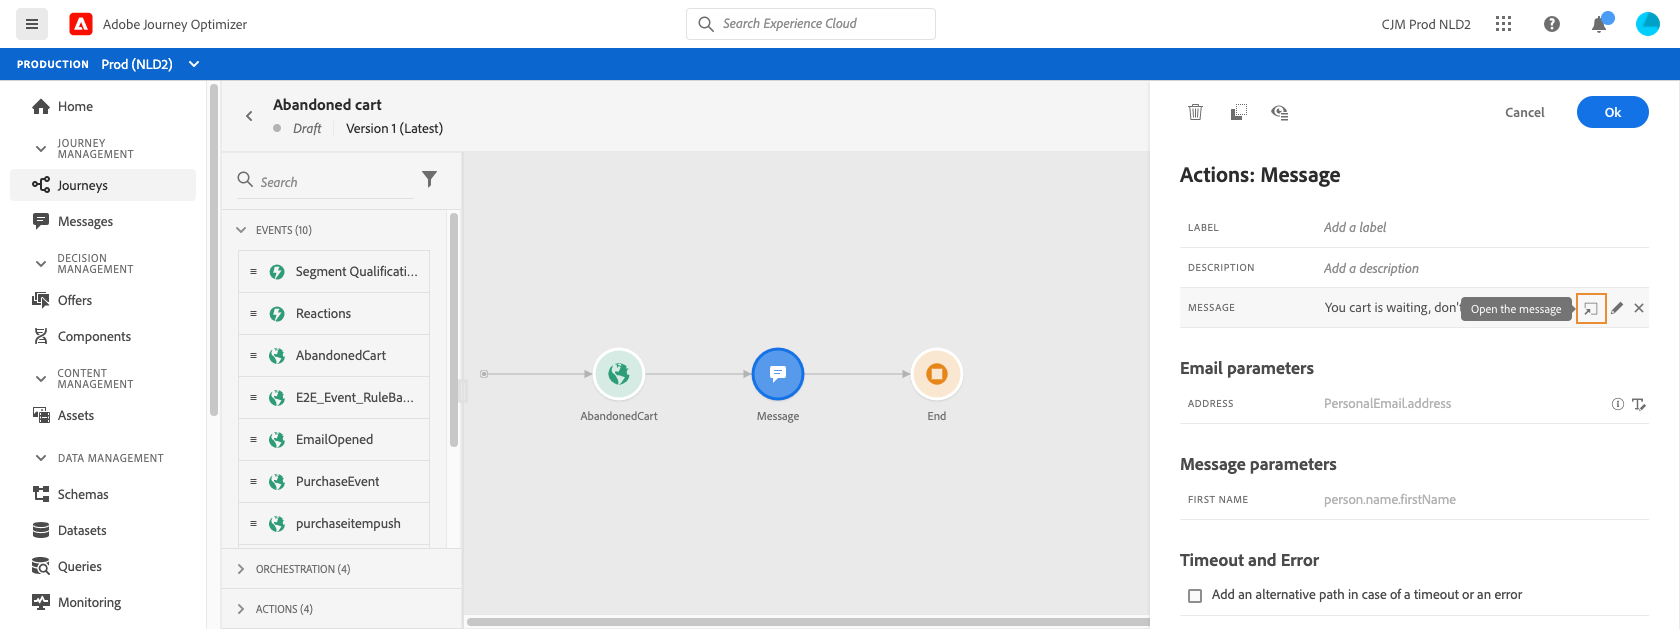 Adobe Journey Optimizer
Search Experience Cloud
CJM Prod NLD2
PRODUCTION Prod (NLD2)
Home
JOURNEY MANAGEMENT
Journeys
Messages
DECISION MANAGEMENT
Offers
Components
CONTENT MANAGEMENT
Assets
DATA MANAGEMENT
Schemas
Datasets
Queries
Monitoring
Abandoned cart
Draft Version 1 (Latest)
Search
EVENTS (10)
Segment Qualificati...
Reactions
AbandonedCart
E2E_Event_RuleBa...
EmailOpened
PurchaseEvent
purchaseitempush
ORCHESTRATION (4)
ACTIONS (4)
AbandonedCart
Message
End
Cancel
Ok
Actions: Message
LABEL Add a label
DESCRIPTION Add a description
MESSAGE You cart is waiting, don't
Open the message
Email parameters
ADDRESS PersonalEmail.address
Message parameters
FIRST NAME person.name.firstName
Timeout and Error
Add an alternative path in case of a timeout or an error